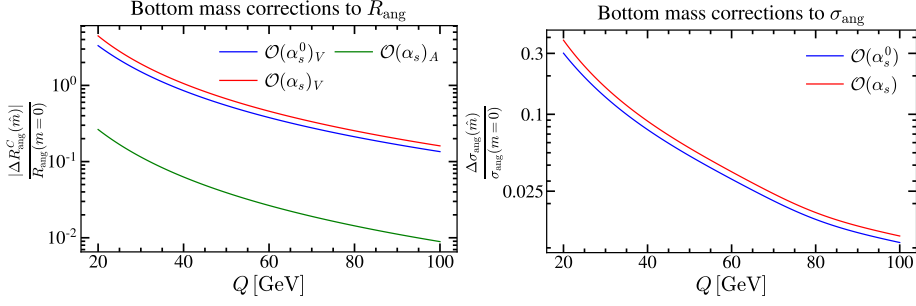 Bottom mass corrections to R_ang
|ΔR^C_ang(m̂)| / R_ang(m=0)
O(α_s^0)_V
O(α_s)_A
O(α_s)_V
10^0
10^-1
10^-2
20 40 60 80 100
Q [GeV]
Bottom mass corrections to σ_ang
Δσ_ang(m̂) / σ_ang(m=0)
O(α_s^0)
O(α_s)
0.3
0.1
0.025
20 40 60 80 100
Q [GeV]